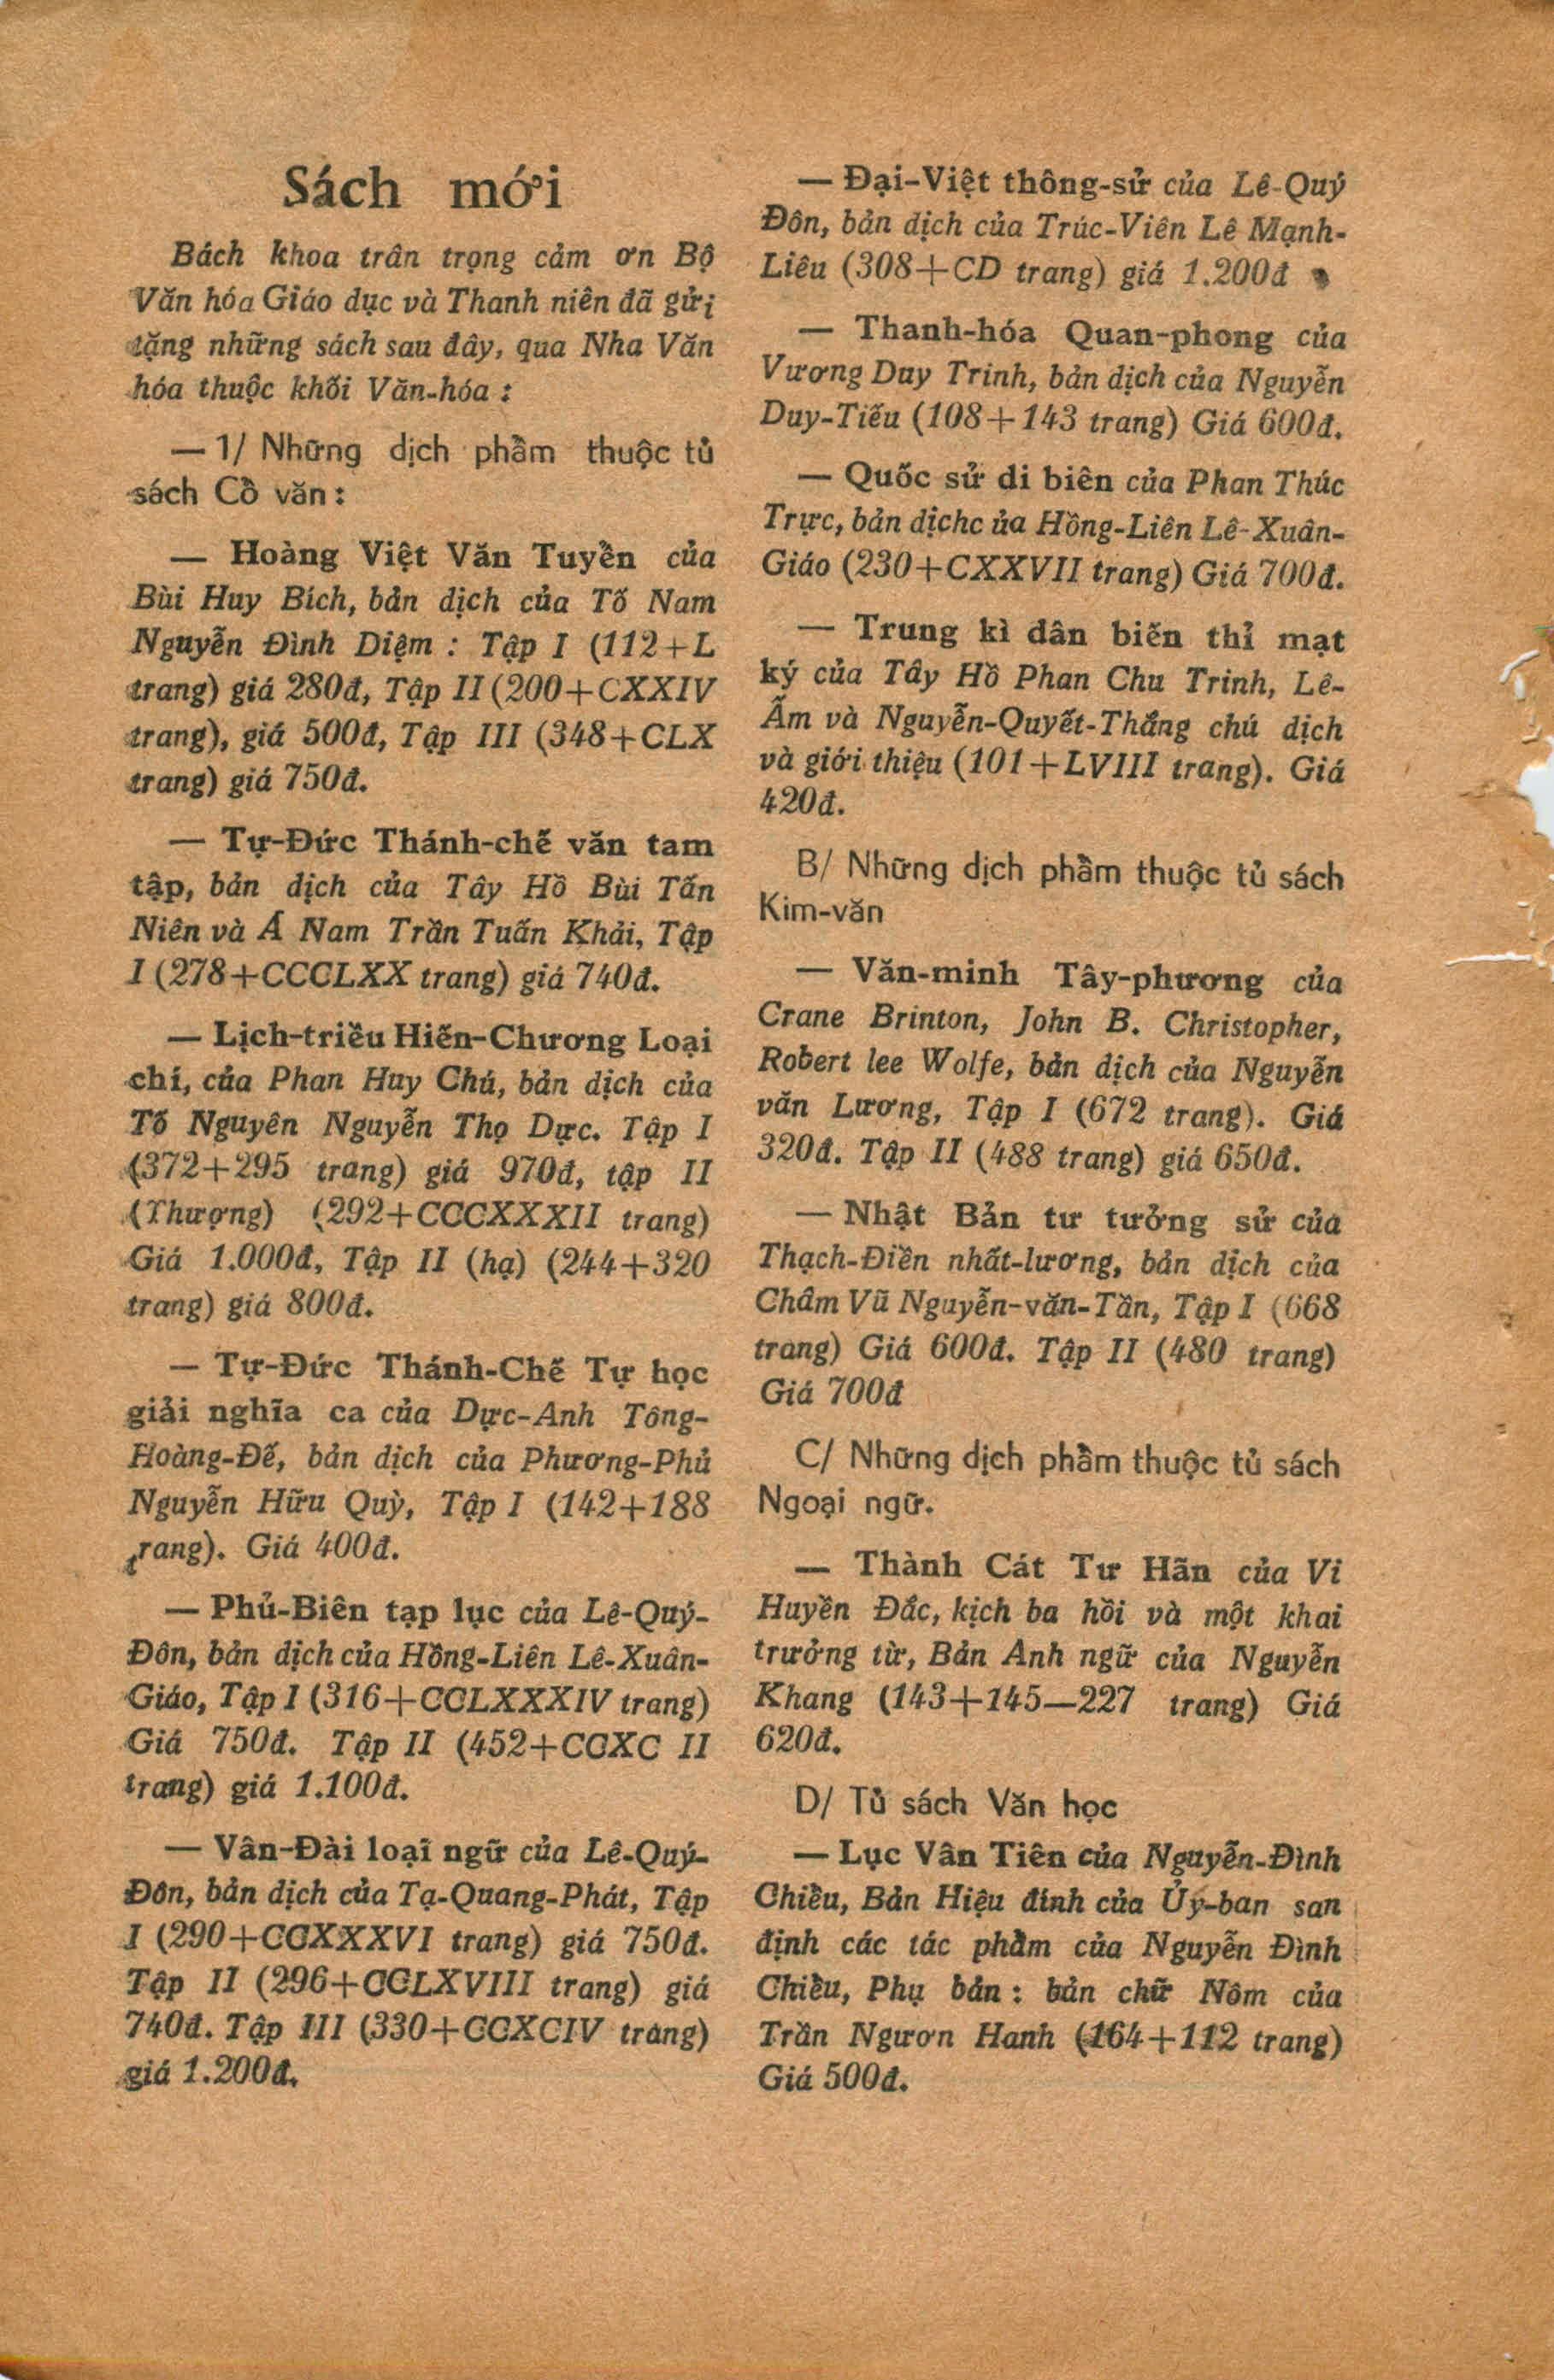 Sách mới
Bách khoa trân trọng cảm ơn Bộ
Văn hóa Giáo dục và Thanh niên đã gửi
tặng những sách sau đây, qua Nha Văn
hóa thuộc khối Văn-hóa :
— 1/ Những dịch phẩm thuộc tủ
sách Cổ văn :
— Hoàng Việt Văn Tuyển của
Bùi Huy Bích, bản dịch của Tố Nam
Nguyễn Đình Diệm : Tập I (112+L
trang) giá 280đ, Tập II (200+CXXIV
trang), giá 500đ, Tập III (348+CLX
trang) giá 750đ.
— Tự-Đức Thánh-chế văn tam
tập, bản dịch của Tây Hồ Bùi Tấn
Niên và Á Nam Trần Tuấn Khải, Tập
I (278+CCCLXX trang) giá 740đ.
— Lịch-triều Hiến-Chương Loại
chí, của Phan Huy Chú, bản dịch của
Tố Nguyên Nguyễn Thọ Dực. Tập I
(372+295 trang) giá 970đ, tập II
(Thượng) (292+CCCXXXII trang)
Giá 1.000đ, Tập II (hạ) (244+320
trang) giá 800đ.
— Tự-Đức Thánh-Chế Tự học
giải nghĩa ca của Dực-Anh Tông-
Hoàng-Đế, bản dịch của Phương-Phủ
Nguyễn Hữu Quỳ, Tập I (142+188
trang). Giá 400đ.
— Phủ-Biên tạp lục của Lê-Quý-
Đôn, bản dịch của Hồng-Liên Lê-Xuân-
Giáo, Tập I (316+CCLXXXIV trang)
Giá 750đ. Tập II (452+CCXC II
trang) giá 1.100đ.
— Vân-Đài loại ngữ của Lê-Quý-
Đôn, bản dịch của Tạ-Quang-Phát, Tập
I (290+CCXXXVI trang) giá 750đ.
Tập II (296+CCLXVIII trang) giá
740đ. Tập III (330+CCXCIV trang)
giá 1.200đ.
— Đại-Việt thông-sử của Lê-Quý
Đôn, bản dịch của Trúc-Viên Lê Mạnh-
Liêu (308+CD trang) giá 1.200đ
— Thanh-hóa Quan-phong của
Vương Duy Trinh, bản dịch của Nguyễn
Duy-Tiếu (108+143 trang) Giá 600đ.
— Quốc sử di biên của Phan Thúc
Trực, bản dịchc ủa Hồng-Liên Lê-Xuân-
Giáo (230+CXXVII trang) Giá 700đ.
— Trung kì dân biến thỉ mạt
ký của Tây Hồ Phan Chu Trinh, Lê-
Ấm và Nguyễn-Quyết-Thắng chú dịch
và giới thiệu (101+LVIII trang). Giá
420đ.
B/ Những dịch phẩm thuộc tủ sách
Kim-văn
— Văn-minh Tây-phương của
Crane Brinton, John B. Christopher,
Robert lee Wolfe, bản dịch của Nguyễn
văn Lương, Tập I (672 trang). Giá
320đ. Tập II (488 trang) giá 650đ.
— Nhật Bản tư tưởng sử của
Thạch-Điền nhất-lương, bản dịch của
Châm Vũ Nguyễn-văn-Tần, Tập I (668
trang) Giá 600đ. Tập II (480 trang)
Giá 700đ
C/ Những dịch phẩm thuộc tủ sách
Ngoại ngữ.
— Thành Cát Tư Hãn của Vi
Huyền Đắc, kịch ba hồi và một khai
trưởng từ, Bản Anh ngữ của Nguyễn
Khang (143+145—227 trang) Giá
620đ.
D/ Tủ sách Văn học
— Lục Vân Tiên của Nguyễn-Đình
Chiểu, Bản Hiệu đính của Ủy-ban san
định các tác phẩm của Nguyễn Đình
Chiểu, Phụ bản : bản chữ Nôm của
Trần Ngươn Hanh (164+112 trang)
Giá 500đ.